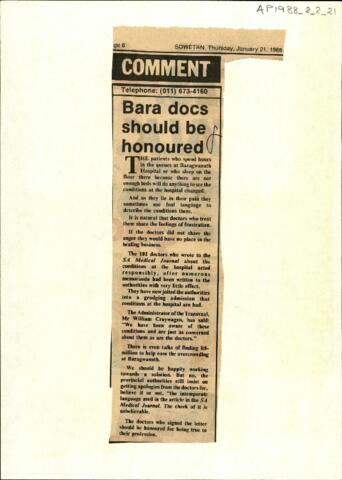 AP1988_2_2_21
ge 6
SOWETAN, Thursday, January 21, 1988
COMMENT
Telephone: (011) 673-4160
Bara docs
should be
honoured
THE patients who spend hours
in the queues at Baragwanath
Hospital or who sleep on the
floor there because there are not
enough beds will do anything to see the
conditions at the hospital changed.
And as they lie in their pain they
sometimes use foul language to
describe the conditions there.
It is natural that doctors who treat
them share the feelings of frustration.
If the doctors did not share the
anger they would have no place in the
healing business.
The 101 doctors who wrote to the
SA Medical Journal about the
conditions at the hospital acted
responsibly, after numerous
memoranda had been written to the
authorities with very little effect.
They have now jolted the authorities
into a grudging admission that
conditions at the hospital are bad.
The Administrator of the Transvaal,
Mr William Cruywagen, has said:
"We have been aware of these
conditions and are just as concerned
about them as are the doctors."
There is even talks of finding
million to help ease the overcrowding
at Baragwanath.
We should be happily working
towards a solution. But no, the
provincial authorities still insist on
getting apologies from the doctors for,
believe it or not, "the intemperate
language used in the article in the SA
Medical Journal. The cheek of it is
unbelievable.
The doctors who signed the letter
should be honoured for being true to
their profession.